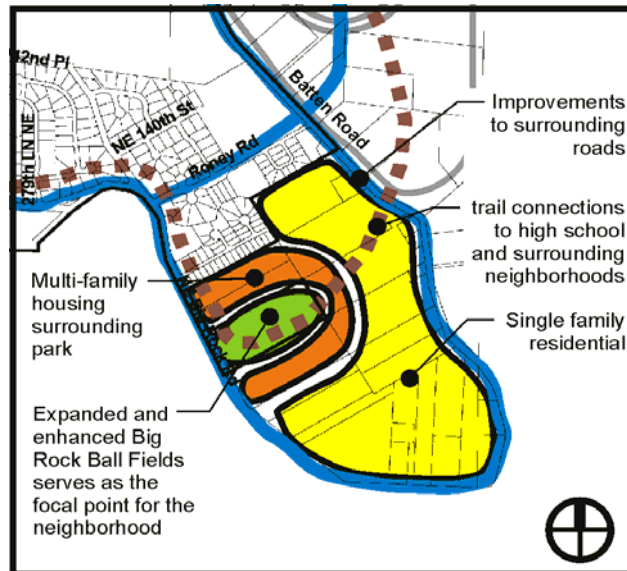 42nd Pl
NE 140th St
279th LN NE
Roney Rd
Batten Road
Improvements
to surrounding
roads
trail connections
to high school
and surrounding
neighborhoods
Single family
residential
Multi-family
housing
surrounding
park
Expanded and
enhanced Big
Rock Ball Fields
serves as the
focal point for the
neighborhood